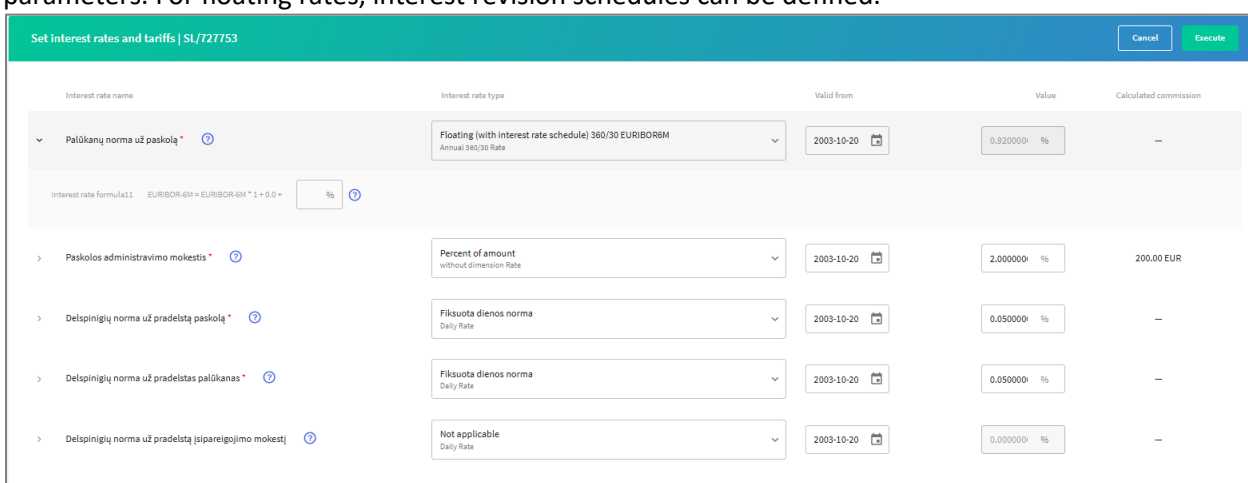 parameters. For floating rates, interest revision schedules can be defined.
Set interest rates and tariffs | SL/727753
Cancel
Execute
Interest rate name
Interest rate type
Valid from
Value
Calculated commission
Palūkanų norma už paskolą *
Floating (with interest rate schedule) 360/30 EURIBOR6M
Annual 360/30 Rate
2003-10-20
0.920000 %
—
Interest rate formula11 EURIBOR-6M = EURIBOR-6M * 1 + 0.0 + %
Paskolos administravimo mokestis *
Percent of amount
without dimension Rate
2003-10-20
2.000000 %
200.00 EUR
Delspinigių norma už pradelstą paskolą *
Fiksuota dienos norma
Daily Rate
2003-10-20
0.050000 %
—
Delspinigių norma už pradelstas palūkanas *
Fiksuota dienos norma
Daily Rate
2003-10-20
0.050000 %
—
Delspinigių norma už pradelstą įsipareigojimo mokestį
Not applicable
Daily Rate
2003-10-20
0.000000 %
—